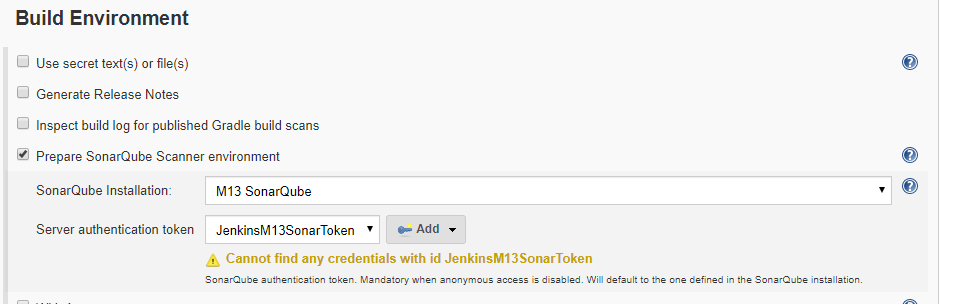 Build Environment
Use secret text(s) or file(s)
Generate Release Notes
Inspect build log for published Gradle build scans
Prepare SonarQube Scanner environment
SonarQube Installation: M13 SonarQube
Server authentication token JenkinsM13SonarToken Add
Cannot find any credentials with id JenkinsM13SonarToken
SonarQube authentication token. Mandatory when anonymous access is disabled. Will default to the one defined in the SonarQube installation.